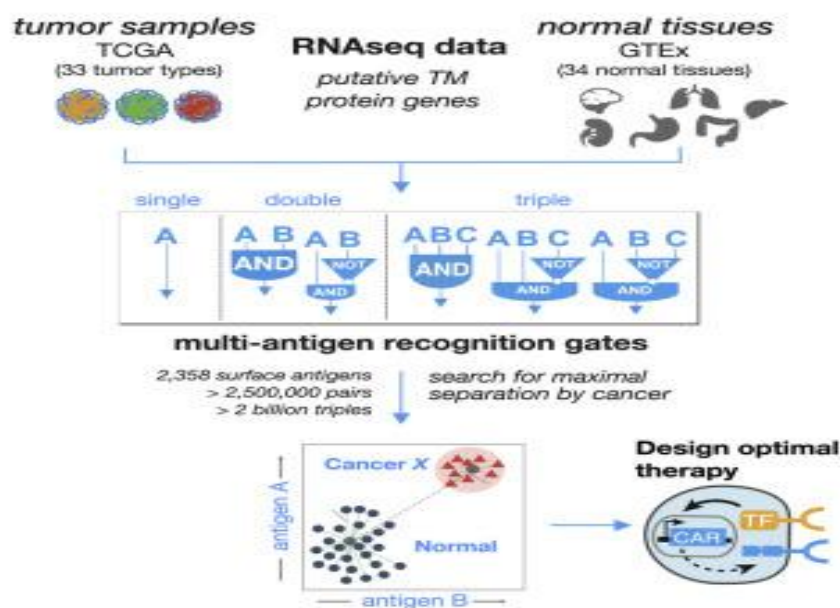 tumor samples
TCGA
(33 tumor types)
RNAseq data
putative TM
protein genes
normal tissues
GTEx
(34 normal tissues)
single
double
triple
A
A B
AND
A B
NOT
AND
ABC
AND
A B C
NOT
AND
A B C
NOT
AND
multi-antigen recognition gates
2,358 surface antigens
> 2,500,000 pairs
> 2 billion triples
search for maximal
separation by cancer
Cancer X
Normal
antigen A
antigen B
Design optimal
therapy
TF
CAR